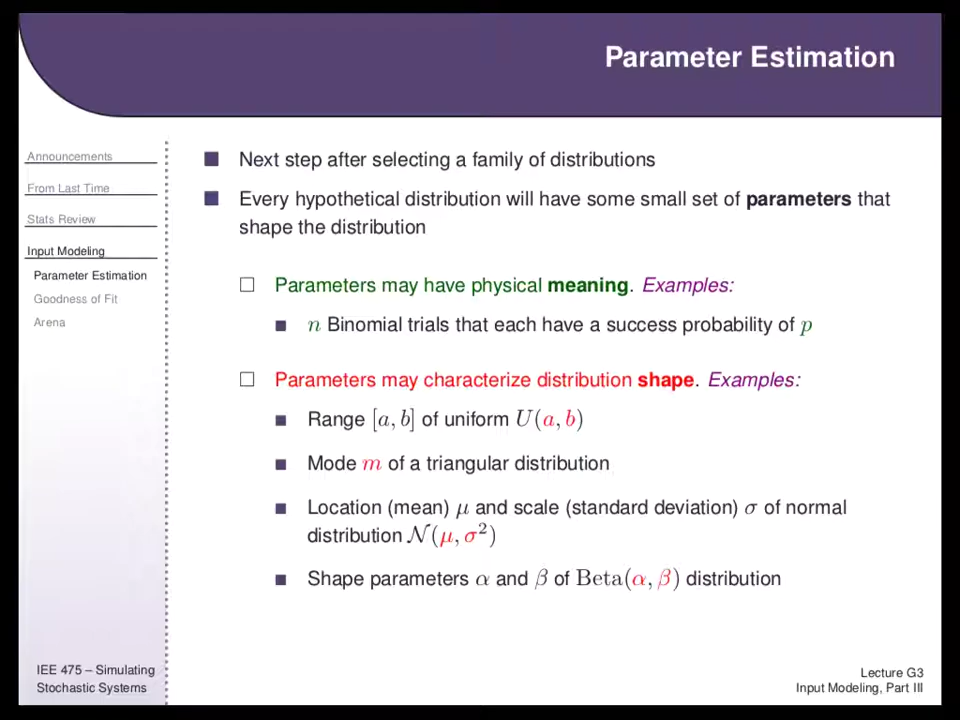 Parameter Estimation
Announcements
From Last Time
Stats Review
Input Modeling
Parameter Estimation
Goodness of Fit
Arena
Next step after selecting a family of distributions
Every hypothetical distribution will have some small set of parameters that
shape the distribution
Parameters may have physical meaning. Examples:
n Binomial trials that each have a success probability of p
Parameters may characterize distribution shape. Examples:
Range [a, b] of uniform U(a, b)
Mode m of a triangular distribution
Location (mean) μ and scale (standard deviation) σ of normal
distribution 𝒩(μ, σ²)
Shape parameters α and β of Beta(α, β) distribution
IEE 475 – Simulating
Stochastic Systems
Lecture G3
Input Modeling, Part III